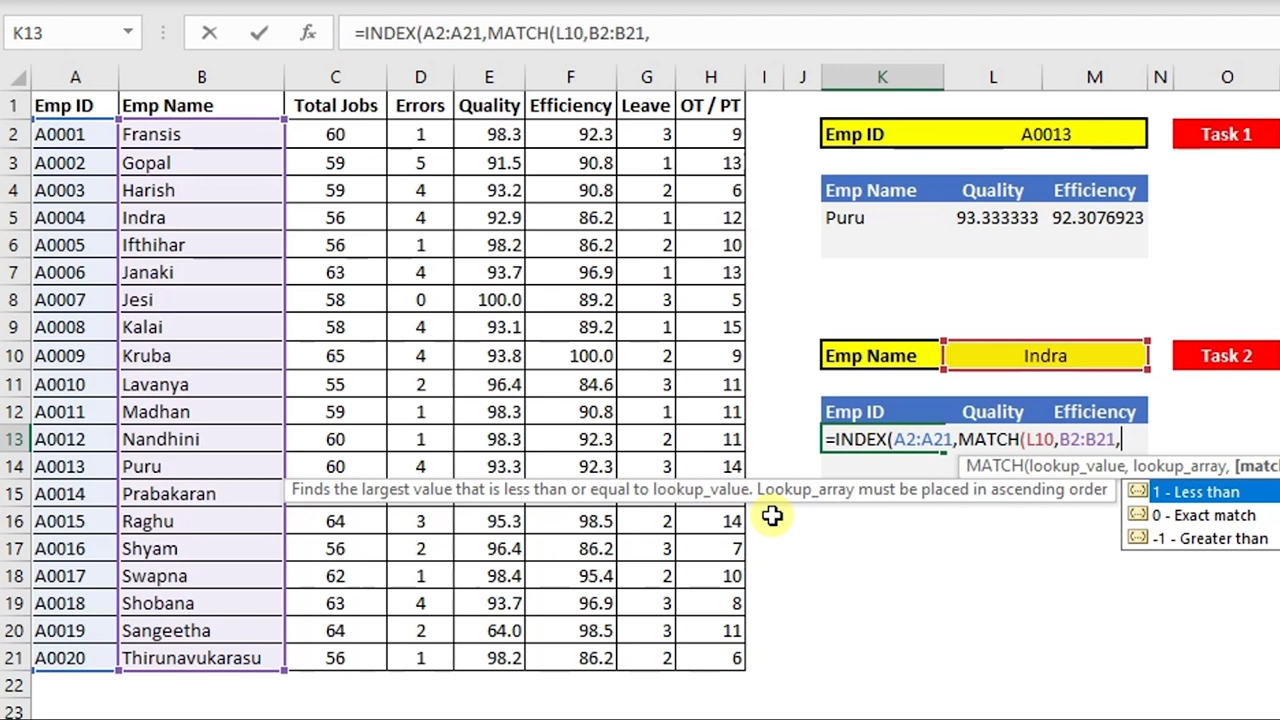 K13 fx =INDEX(A2:A21,MATCH(L10,B2:B21,
A B C D E F G H I J K L M N O
1 Emp ID Emp Name Total Jobs Errors Quality Efficiency Leave OT / PT
2 A0001 Fransis 60 1 98.3 92.3 3 9 Emp ID A0013 Task 1
3 A0002 Gopal 59 5 91.5 90.8 1 13
4 A0003 Harish 59 4 93.2 90.8 2 6 Emp Name Quality Efficiency
5 A0004 Indra 56 4 92.9 86.2 1 12 Puru 93.333333 92.3076923
6 A0005 Ifthihar 56 1 98.2 86.2 2 10
7 A0006 Janaki 63 4 93.7 96.9 1 13
8 A0007 Jesi 58 0 100.0 89.2 3 5
9 A0008 Kalai 58 4 93.1 89.2 1 15
10 A0009 Kruba 65 4 93.8 100.0 2 9 Emp Name Indra Task 2
11 A0010 Lavanya 55 2 96.4 84.6 3 11
12 A0011 Madhan 59 1 98.3 90.8 1 11 Emp ID Quality Efficiency
13 A0012 Nandhini 60 1 98.3 92.3 2 11 =INDEX(A2:A21,MATCH(L10,B2:B21,
14 A0013 Puru 60 4 93.3 92.3 3 14 MATCH(lookup_value, lookup_array, [matc
15 A0014 Prabakaran Finds the largest value that is less than or equal to lookup_value. Lookup_array must be placed in ascending order 1 - Less than
16 A0015 Raghu 64 3 95.3 98.5 2 14 0 - Exact match
17 A0016 Shyam 56 2 96.4 86.2 3 7 -1 - Greater than
18 A0017 Swapna 62 1 98.4 95.4 2 10
19 A0018 Shobana 63 4 93.7 96.9 3 8
20 A0019 Sangeetha 64 2 64.0 98.5 3 11
21 A0020 Thirunavukarasu 56 1 98.2 86.2 2 6
22
23